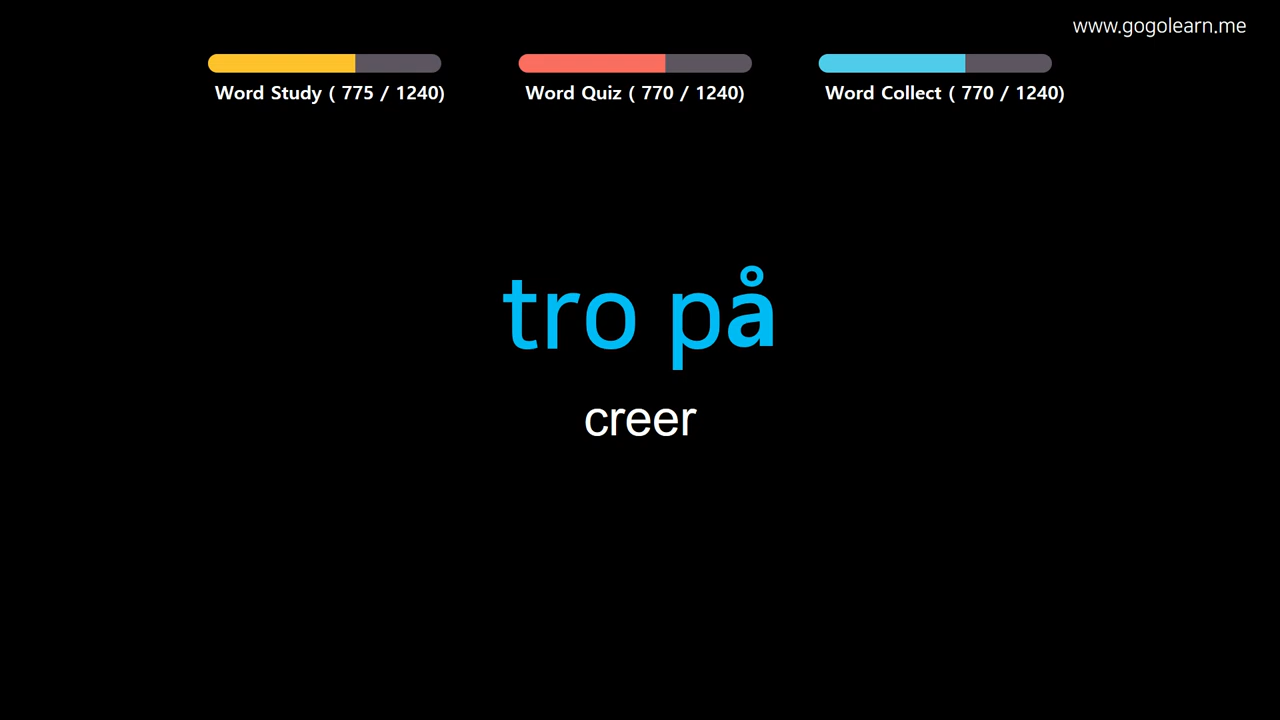 www.gogolearn.me
Word Study ( 775 / 1240)
Word Quiz ( 770 / 1240)
Word Collect ( 770 / 1240)
tro på
creer